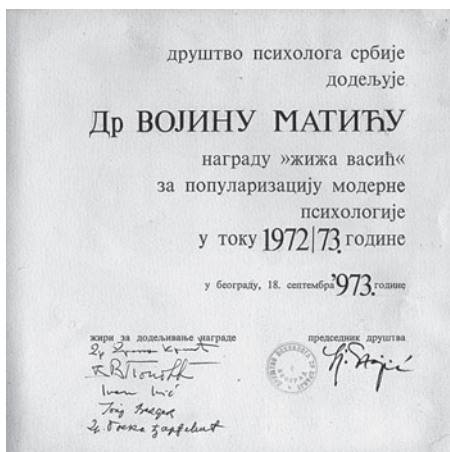 друштво психолога србије
додељује
Др ВОЈИНУ МАТИЋУ
награду »жижа васић«
за популаризацију модерне
психологије
у току 1972|73. године
у београду, 18. септембра '973. године
жири за додељивање награде
председник друштва